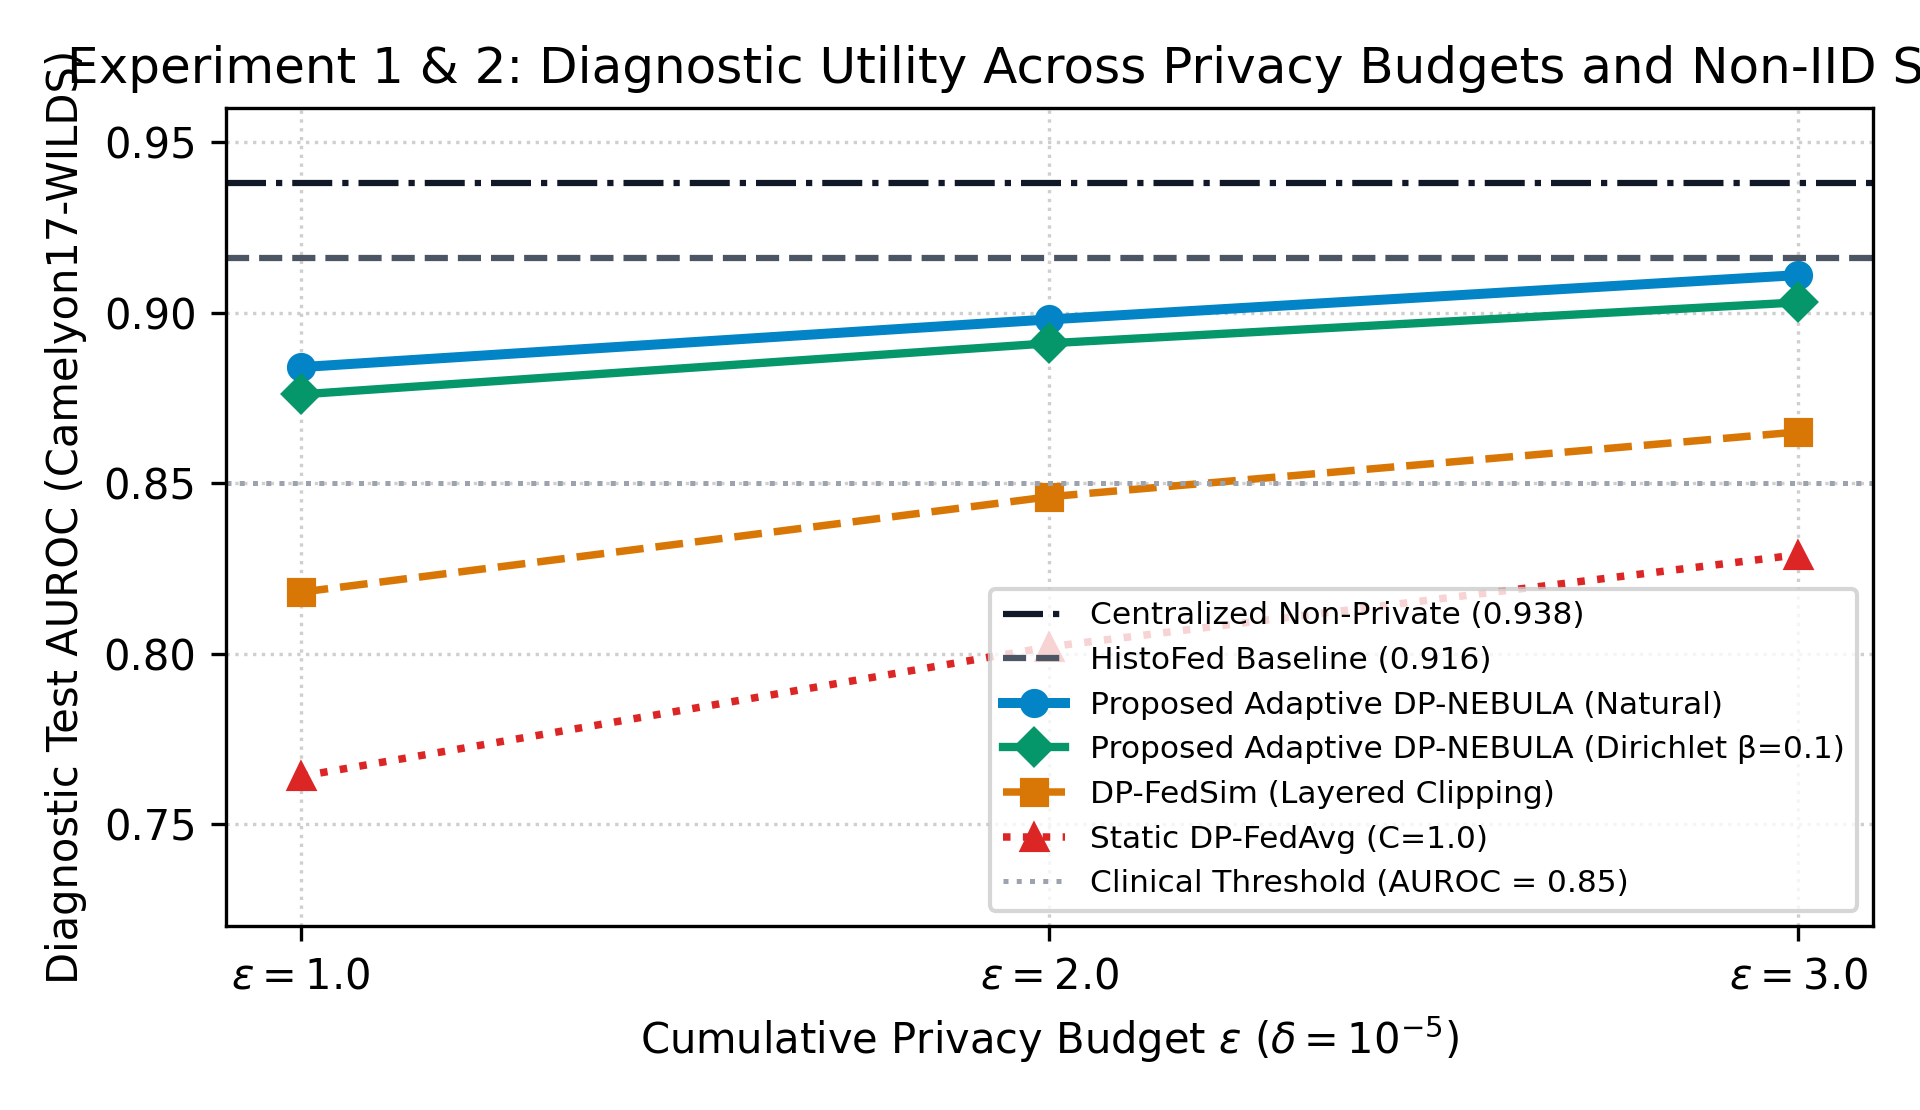 Experiment 1 & 2: Diagnostic Utility Across Privacy Budgets and Non-IID S
Diagnostic Test AUROC (Camelyon17-WILDS)
0.95
0.90
0.85
0.80
0.75
Centralized Non-Private (0.938)
HistoFed Baseline (0.916)
Proposed Adaptive DP-NEBULA (Natural)
Proposed Adaptive DP-NEBULA (Dirichlet β=0.1)
DP-FedSim (Layered Clipping)
Static DP-FedAvg (C=1.0)
Clinical Threshold (AUROC = 0.85)
ε = 1.0
ε = 2.0
ε = 3.0
Cumulative Privacy Budget ε (δ = 10⁻⁵)